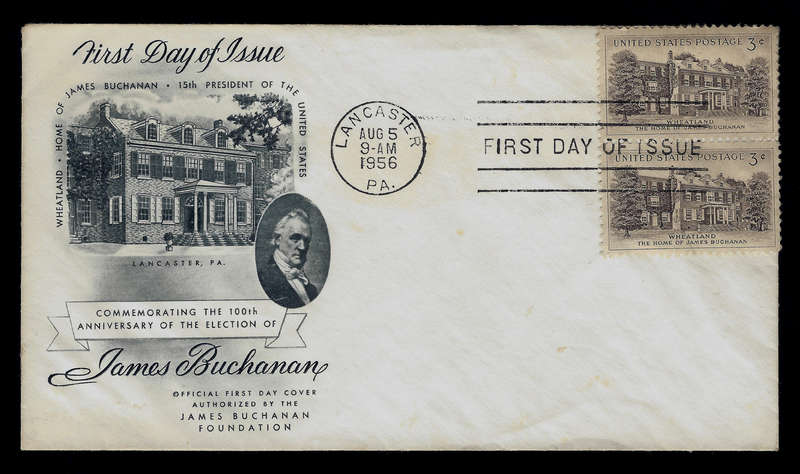 First Day of Issue
WHEATLAND • HOME OF JAMES BUCHANAN • 15th PRESIDENT OF THE UNITED STATES
LANCASTER, PA.
COMMEMORATING THE 100th
ANNIVERSARY OF THE ELECTION OF
James Buchanan
OFFICIAL FIRST DAY COVER
AUTHORIZED BY THE
JAMES BUCHANAN
FOUNDATION
LANCASTER
AUG 5
9-AM
1956
PA.
FIRST DAY OF ISSUE
UNITED STATES POSTAGE 3¢
WHEATLAND
THE HOME OF JAMES BUCHANAN
UNITED STATES POSTAGE 3¢
WHEATLAND
THE HOME OF JAMES BUCHANAN